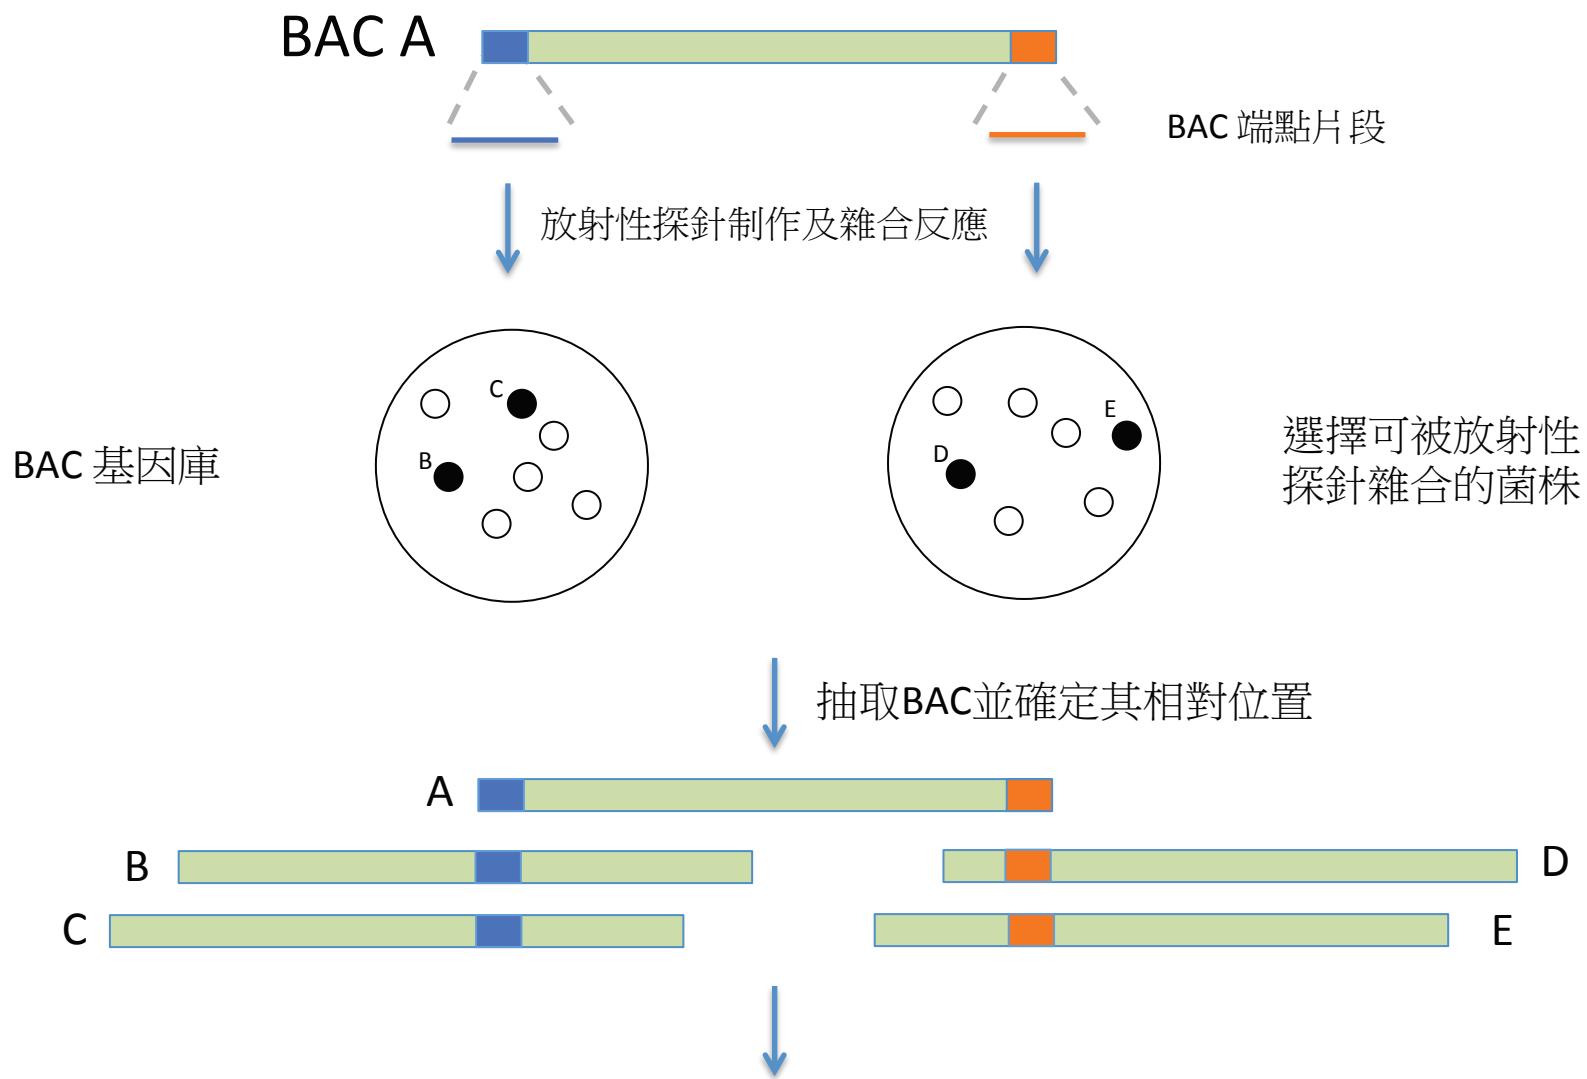 BAC A
BAC 端點片段
放射性探針制作及雜合反應
C
B
E
D
BAC 基因庫
選擇可被放射性
探針雜合的菌株
抽取BAC並確定其相對位置
A
B
D
C
E